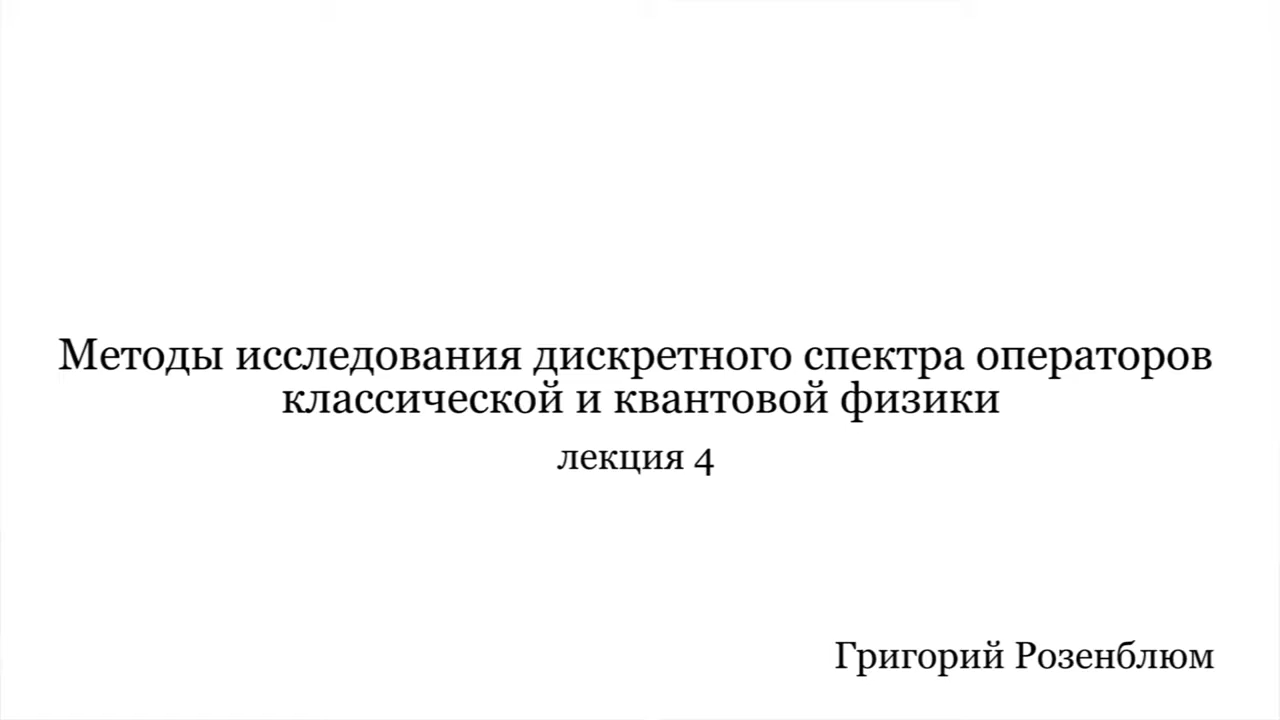 Методы исследования дискретного спектра операторов
классической и квантовой физики
лекция 4
Григорий Розенблюм